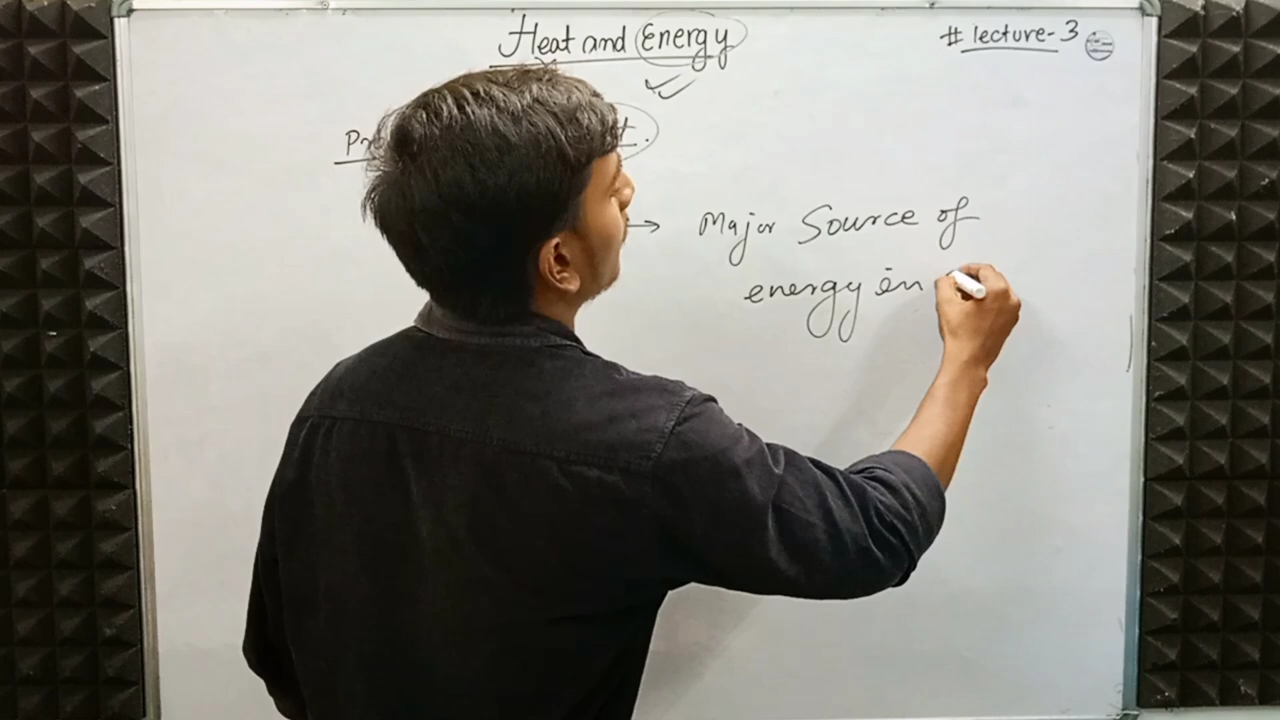 Heat and Energy
# lecture-3
→ Major Source of
energy in